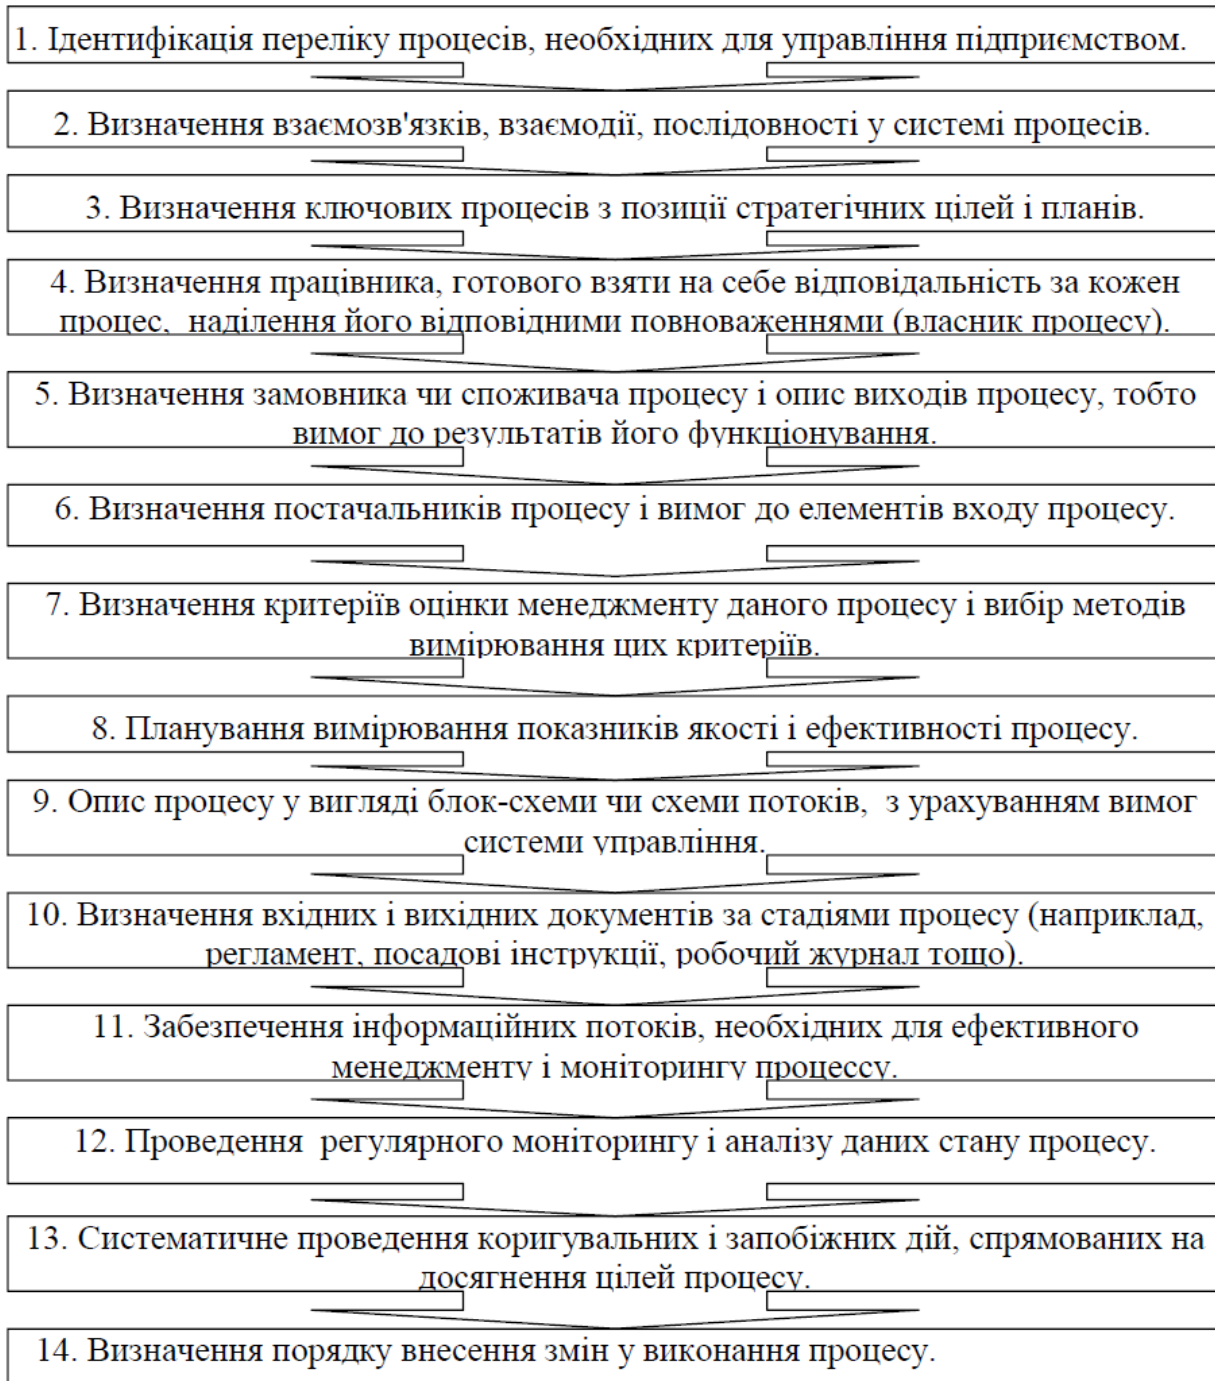 1. Ідентифікація переліку процесів, необхідних для управління підприємством.
2. Визначення взаємозв'язків, взаємодії, послідовності у системі процесів.
3. Визначення ключових процесів з позиції стратегічних цілей і планів.
4. Визначення працівника, готового взяти на себе відповідальність за кожен
процес, наділення його відповідними повноваженнями (власник процесу).
5. Визначення замовника чи споживача процесу і опис виходів процесу, тобто
вимог до результатів його функціонування.
6. Визначення постачальників процесу і вимог до елементів входу процесу.
7. Визначення критеріїв оцінки менеджменту даного процесу і вибір методів
вимірювання цих критеріїв.
8. Планування вимірювання показників якості і ефективності процесу.
9. Опис процесу у вигляді блок-схеми чи схеми потоків, з урахуванням вимог
системи управління.
10. Визначення вхідних і вихідних документів за стадіями процесу (наприклад,
регламент, посадові інструкції, робочий журнал тощо).
11. Забезпечення інформаційних потоків, необхідних для ефективного
менеджменту і моніторингу процессу.
12. Проведення регулярного моніторингу і аналізу даних стану процесу.
13. Систематичне проведення коригувальних і запобіжних дій, спрямованих на
досягнення цілей процесу.
14. Визначення порядку внесення змін у виконання процесу.